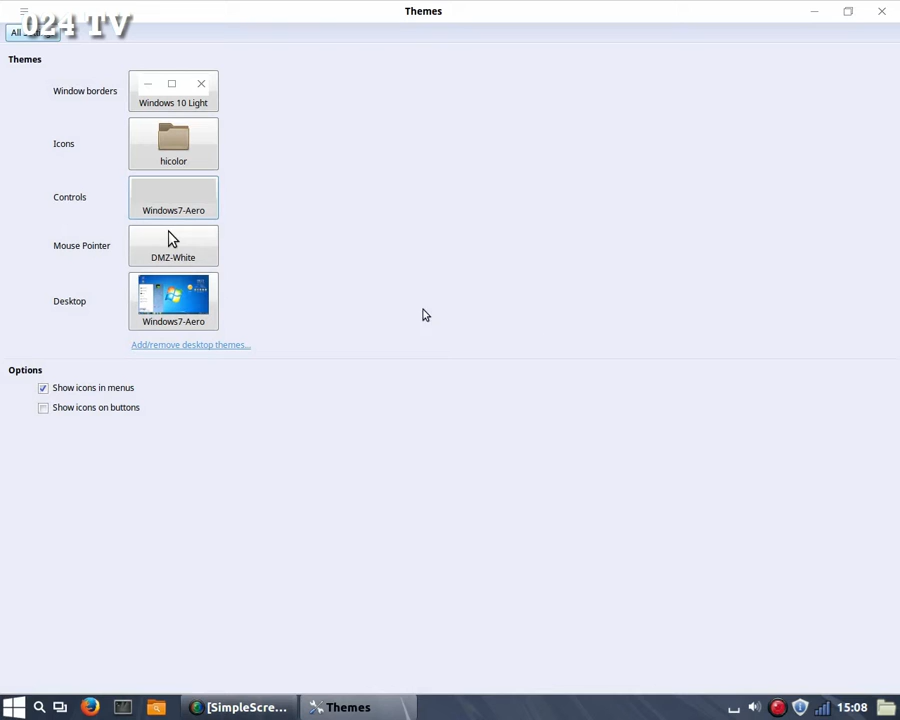 Themes
024 TV
All
Themes
Window borders
Windows 10 Light
Icons
hicolor
Controls
Windows7-Aero
Mouse Pointer
DMZ-White
Desktop
Windows7-Aero
Add/remove desktop themes...
Options
Show icons in menus
Show icons on buttons
[SimpleScre...
Themes
15:08